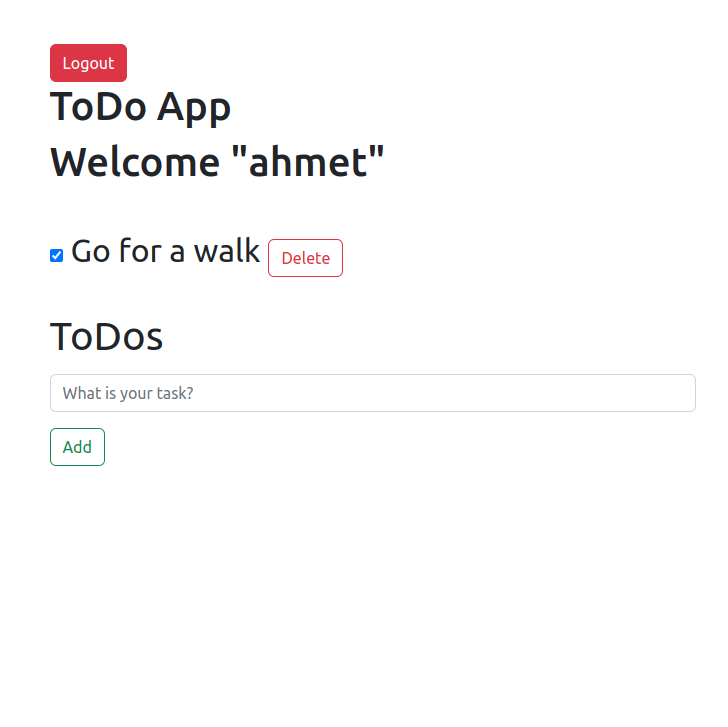 Logout
ToDo App
Welcome "ahmet"
Go for a walk Delete
ToDos
What is your task?
Add